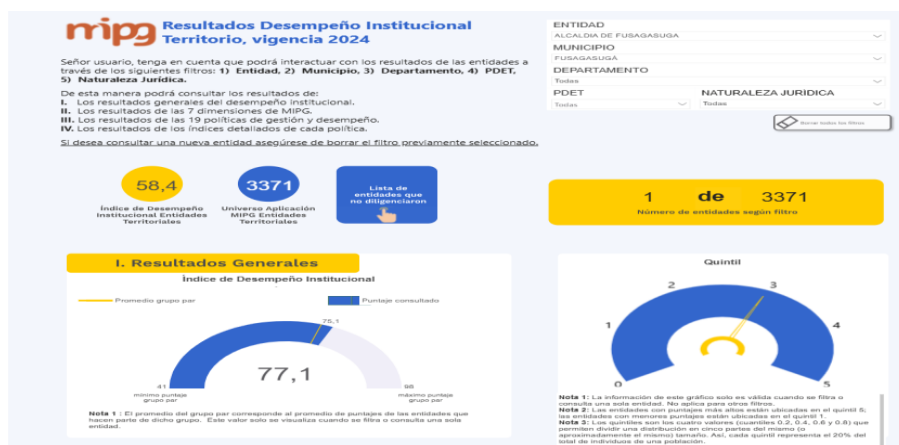 mipg
Resultados Desempeño Institucional
Territorio, vigencia 2024
Señor usuario, tenga en cuenta que podrá interactuar con los resultados de las entidades a
través de los siguientes filtros: 1) Entidad, 2) Municipio, 3) Departamento, 4) PDET,
5) Naturaleza Jurídica.
De esta manera podrá consultar los resultados de:
I. Los resultados generales del desempeño institucional.
II. Los resultados de las 7 dimensiones de MIPG.
III. Los resultados de las 19 políticas de gestión y desempeño.
IV. Los resultados de los índices detallados de cada política.
Si desea consultar una nueva entidad asegúrese de borrar el filtro previamente seleccionado.
ENTIDAD
ALCALDIA DE FUSAGASUGA
MUNICIPIO
FUSAGASUGÁ
DEPARTAMENTO
Todas
PDET
Todas
NATURALEZA JURIDICA
Todas
Borrar todos los filtros
58,4
Índice de Desempeño
Institucional Entidades
Territoriales
3371
Universo Aplicación
MIPG Entidades
Territoriales
Lista de
entidades que
no diligenciaron
1 de 3371
Número de entidades según filtro
I. Resultados Generales
Índice de Desempeño Institucional
Promedio grupo par
Puntaje consultado
75,1
77,1
41
mínimo puntaje
grupo par
98
máximo puntaje
grupo par
Nota 1 : El promedio del grupo par corresponde al promedio de puntajes de las entidades que
hacen parte de dicho grupo. Este valor solo se visualiza cuando se filtra o consulta una sola
entidad.
Quintil
0
1
2
3
4
5
Nota 1: La información de este gráfico solo es válida cuando se filtra o
consulta una sola entidad. No aplica para otros filtros.
Nota 2: Las entidades con puntajes más altos están ubicadas en el quintil 5;
las entidades con menores puntajes están ubicadas en el quintil 1.
Nota 3: Los quintiles son los cuatro valores (cuantiles 0.2, 0.4, 0.6 y 0.8) que
permiten dividir una distribución en cinco partes del mismo (o
aproximadamente el mismo) tamaño. Así, cada quintil representa el 20% del
total de individuos de una población.